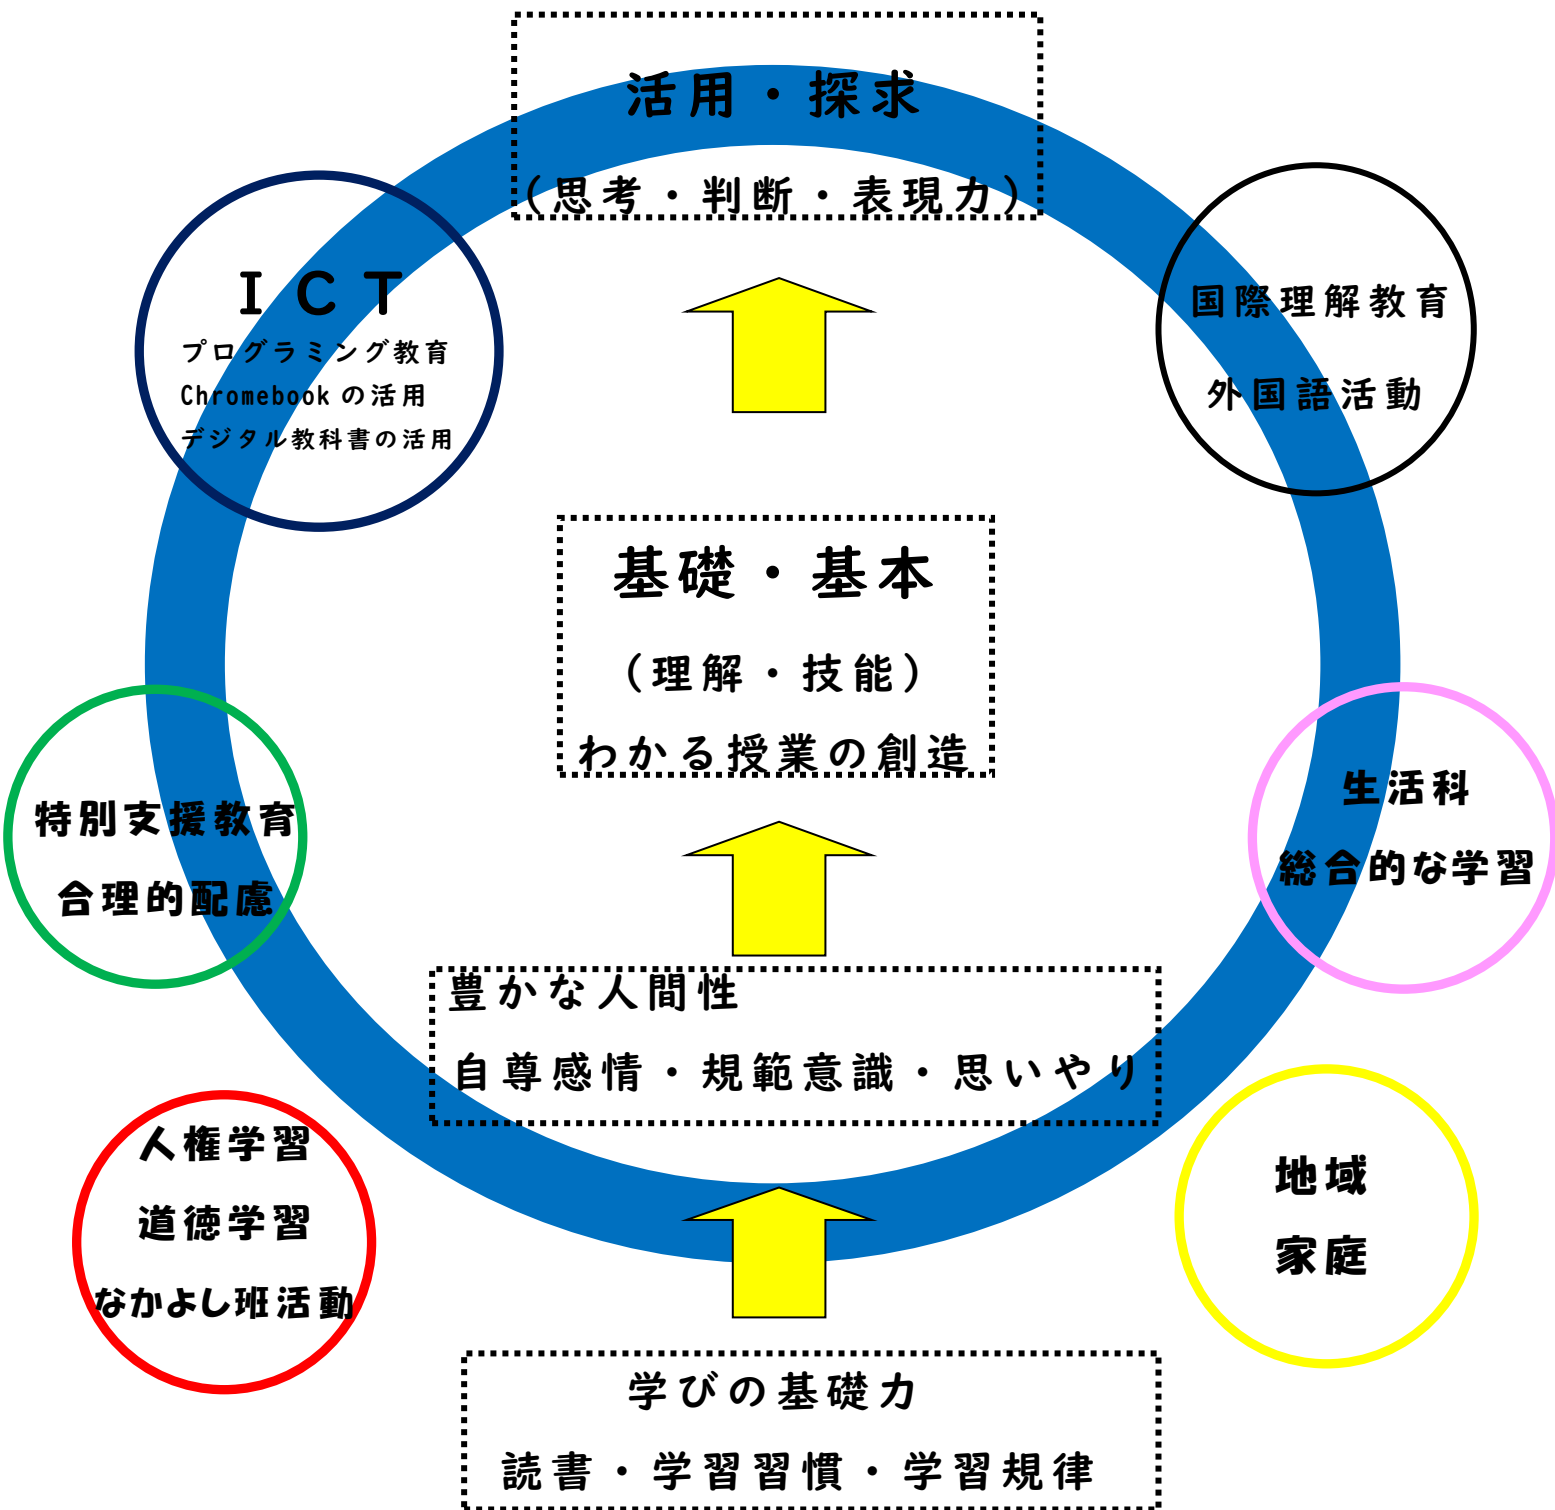 活用・探求
(思考・判断・表現力)
ICT
プログラミング教育
Chromebookの活用
デジタル教科書の活用
国際理解教育
外国語活動
基礎・基本
(理解・技能)
わかる授業の創造
特別支援教育
合理的配慮
生活科
総合的な学習
豊かな人間性
自尊感情・規範意識・思いやり
人権学習
道徳学習
なかよし班活動
地域
家庭
学びの基礎力
読書・学習習慣・学習規律